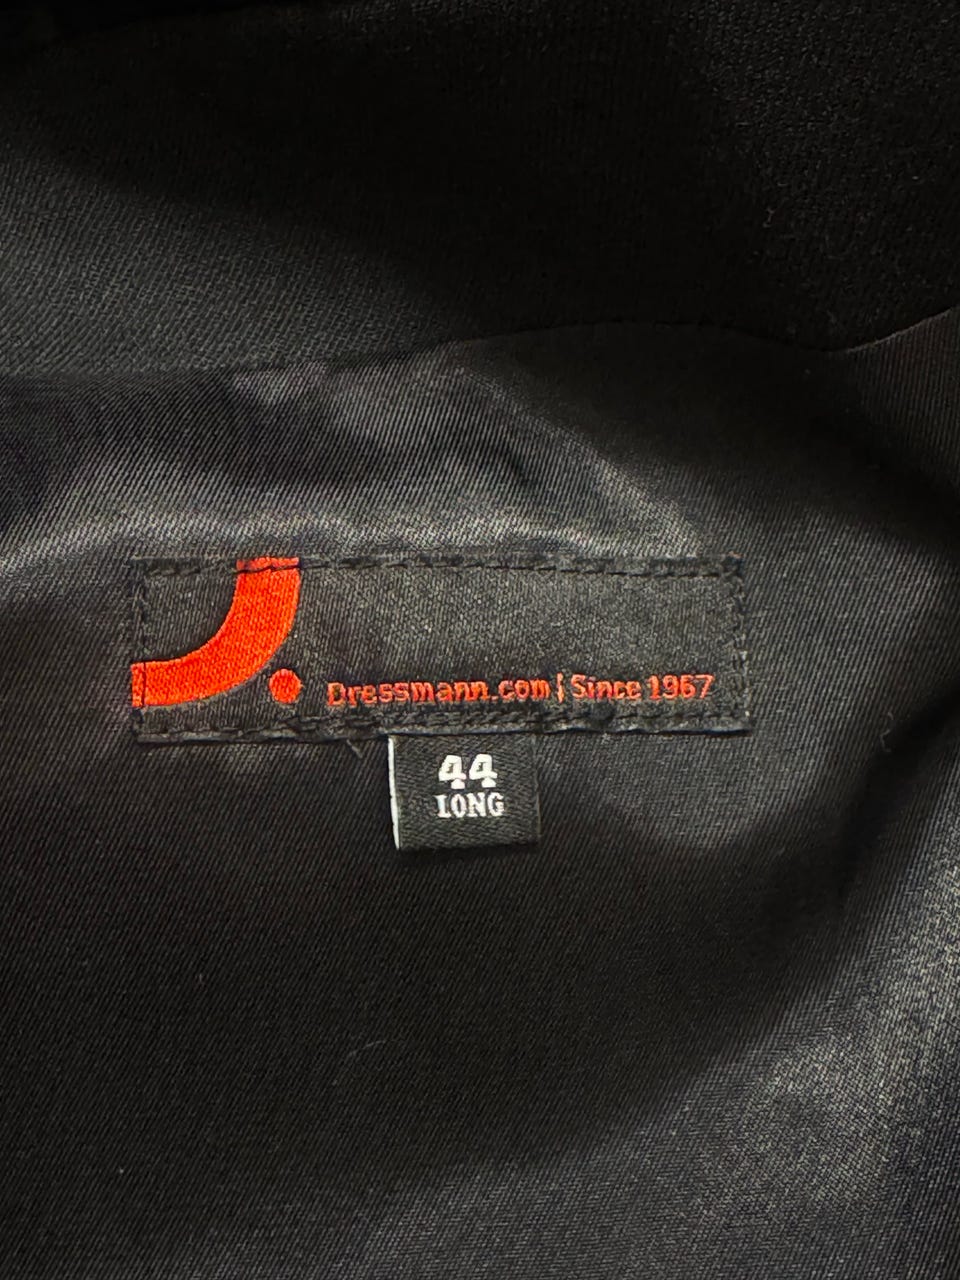 Dressmann.com | Since 1967
44
LONG